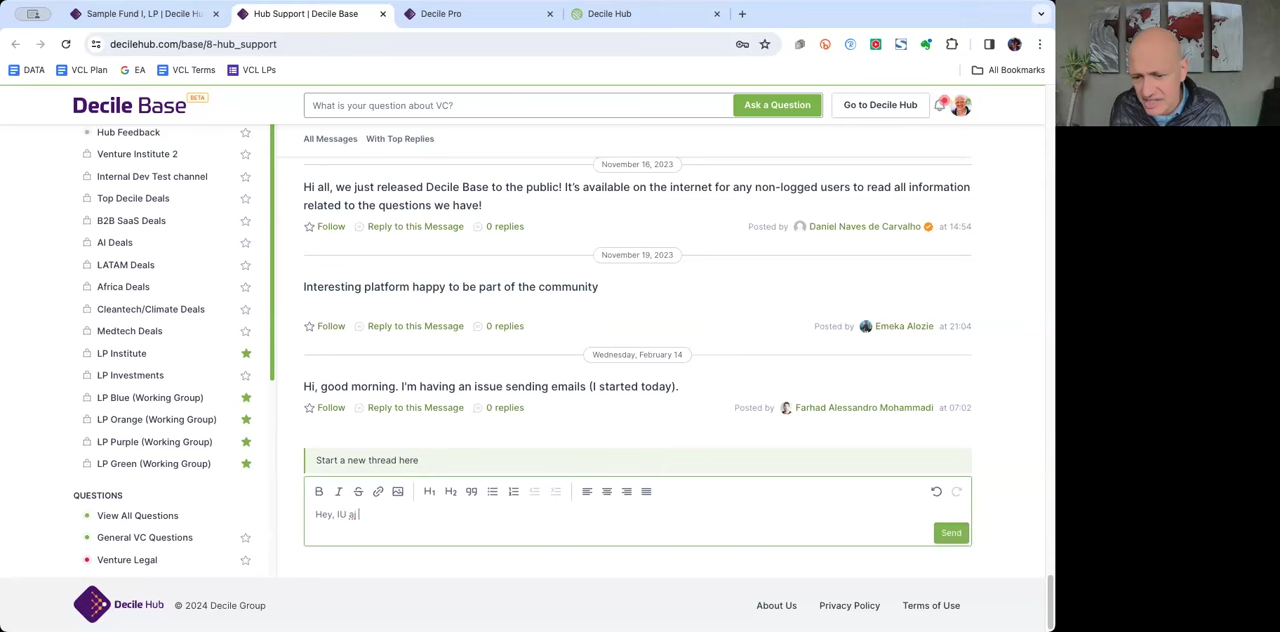 Sample Fund I, LP | Decile Hu
Hub Support | Decile Base
Decile Pro
Decile Hub
decilehub.com/base/8-hub_support
DATA
VCL Plan
EA
VCL Terms
VCL LPs
All Bookmarks
Decile Base BETA
What is your question about VC?
Ask a Question
Go to Decile Hub
Hub Feedback
Venture Institute 2
Internal Dev Test channel
Top Decile Deals
B2B SaaS Deals
AI Deals
LATAM Deals
Africa Deals
Cleantech/Climate Deals
Medtech Deals
LP Institute
LP Investments
LP Blue (Working Group)
LP Orange (Working Group)
LP Purple (Working Group)
LP Green (Working Group)
QUESTIONS
View All Questions
General VC Questions
Venture Legal
All Messages With Top Replies
November 16, 2023
Hi all, we just released Decile Base to the public! It's available on the internet for any non-logged users to read all information
related to the questions we have!
Follow Reply to this Message 0 replies Posted by Daniel Naves de Carvalho at 14:54
November 19, 2023
Interesting platform happy to be part of the community
Follow Reply to this Message 0 replies Posted by Emeka Alozie at 21:04
Wednesday, February 14
Hi, good morning. I'm having an issue sending emails (I started today).
Follow Reply to this Message 0 replies Posted by Farhad Alessandro Mohammadi at 07:02
Start a new thread here
B I S H1 H2
Hey, IU aj
Send
Decile Hub © 2024 Decile Group
About Us Privacy Policy Terms of Use